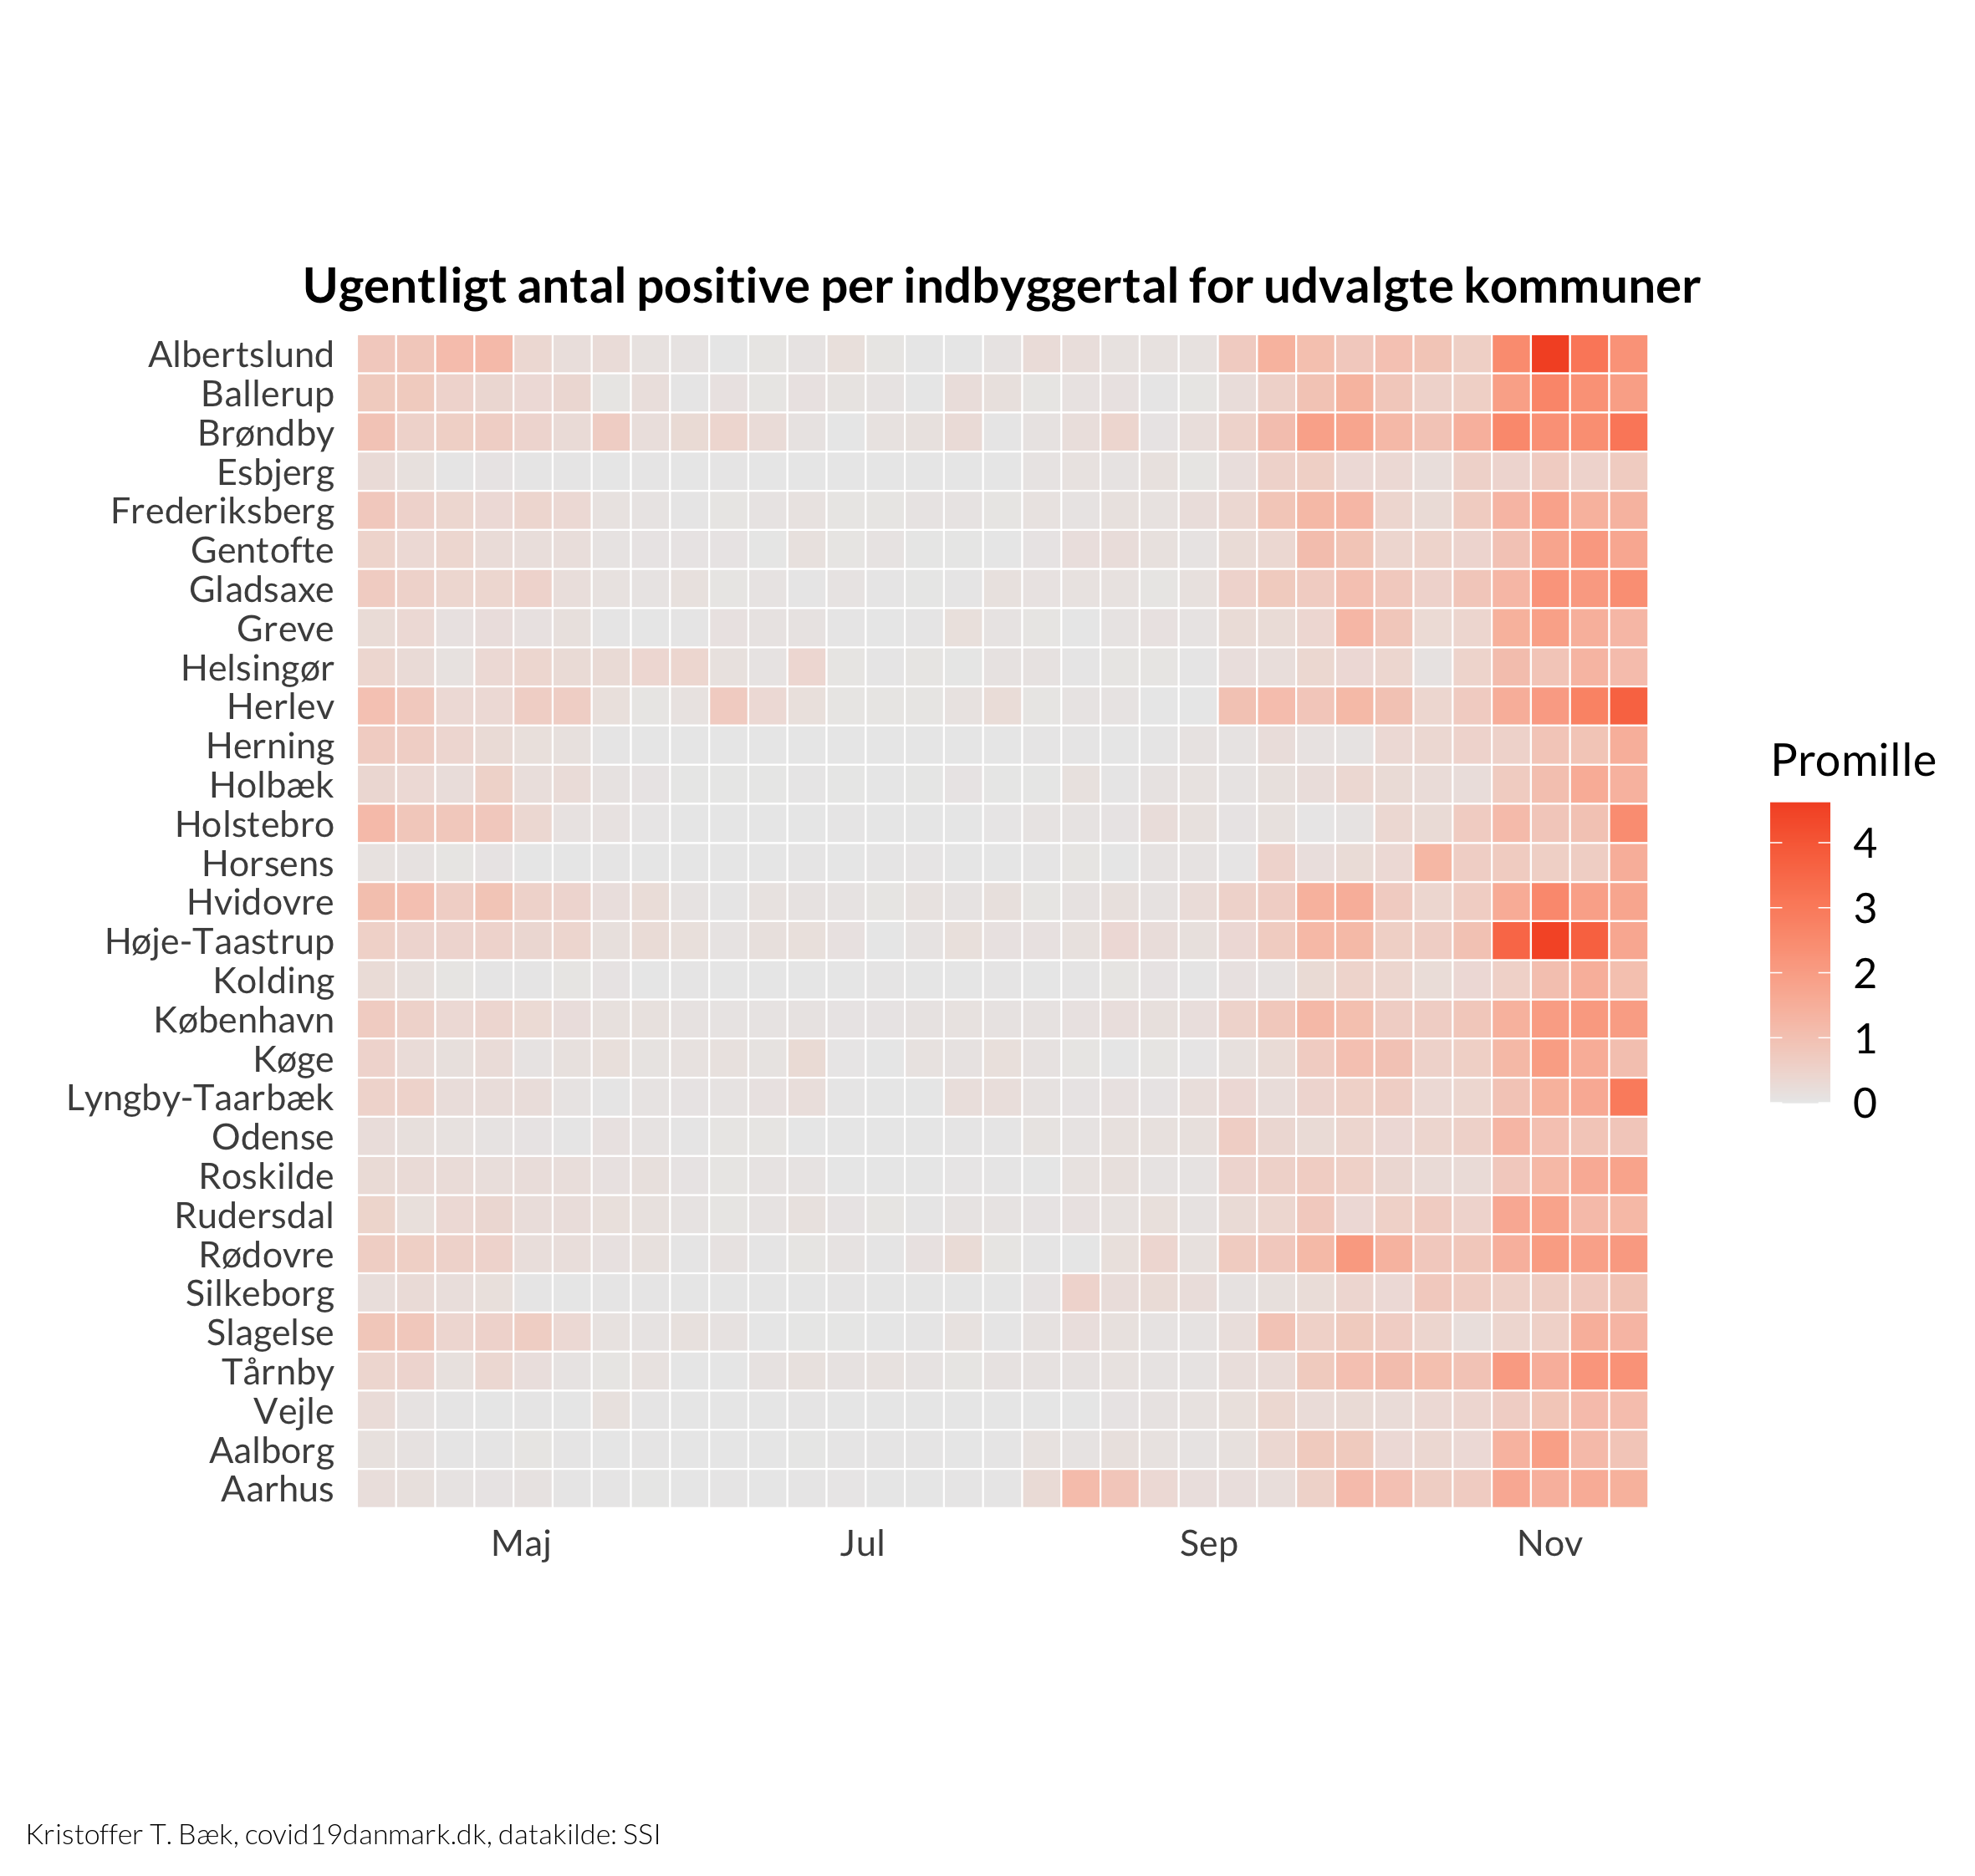 Ugentligt antal positive per indbyggertal for udvalgte kommuner
Albertslund
Ballerup
Brøndby
Esbjerg
Frederiksberg
Gentofte
Gladsaxe
Greve
Helsingør
Herlev
Herning
Holbæk
Holstebro
Horsens
Hvidovre
Høje-Taastrup
Kolding
København
Køge
Lyngby-Taarbæk
Odense
Roskilde
Rudersdal
Rødovre
Silkeborg
Slagelse
Tårnby
Vejle
Aalborg
Aarhus
Maj Jul Sep Nov
Promille
4
3
2
1
0
Kristoffer T. Bæk, covid19danmark.dk, datakilde: SSI